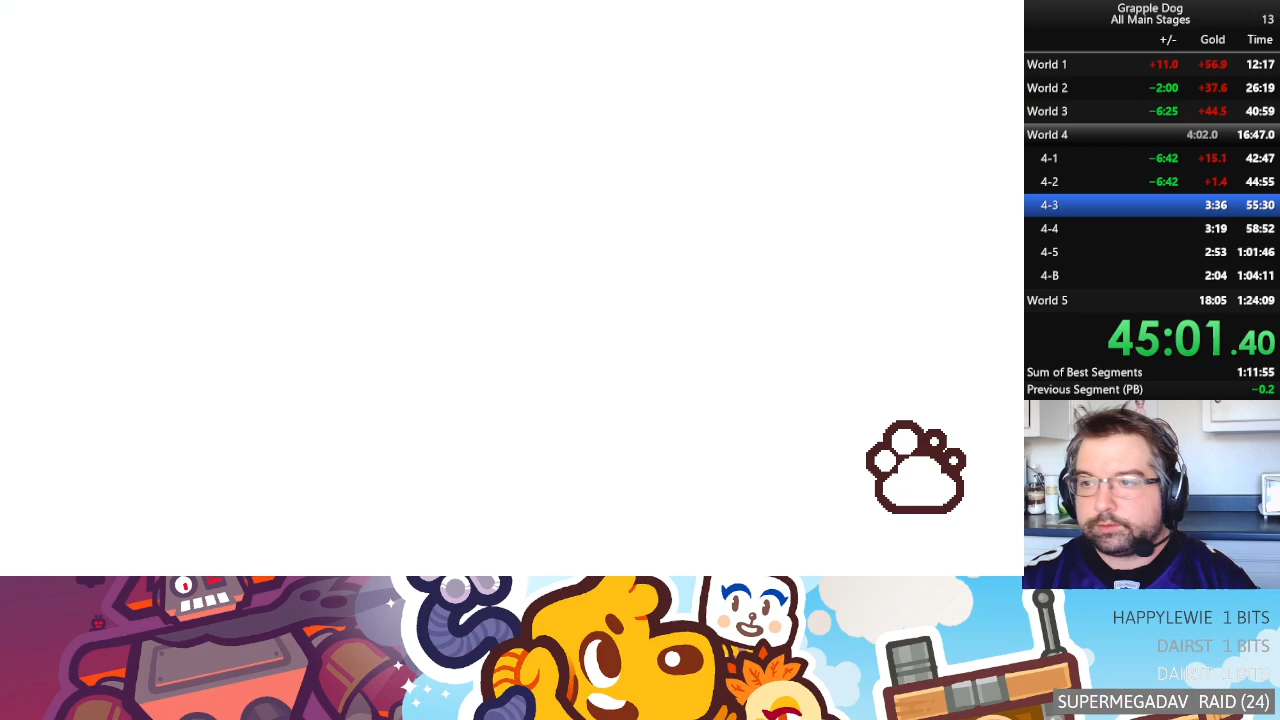 Grapple Dog
All Main Stages 13
+/- Gold Time
World 1 +11.0 +56.9 12:17
World 2 −2:00 +37.6 26:19
World 3 −6:25 +44.5 40:59
World 4 4:02.0 16:47.0
4-1 −6:42 +15.1 42:47
4-2 −6:42 +1.4 44:55
4-3 3:36 55:30
4-4 3:19 58:52
4-5 2:53 1:01:46
4-B 2:04 1:04:11
World 5 18:05 1:24:09
45:01.40
Sum of Best Segments 1:11:55
Previous Segment (PB) −0.2
HAPPYLEWIE 1 BITS
DAIRST 1 BITS
DAIRST 1 BITS
SUPERMEGADAV RAID (24)